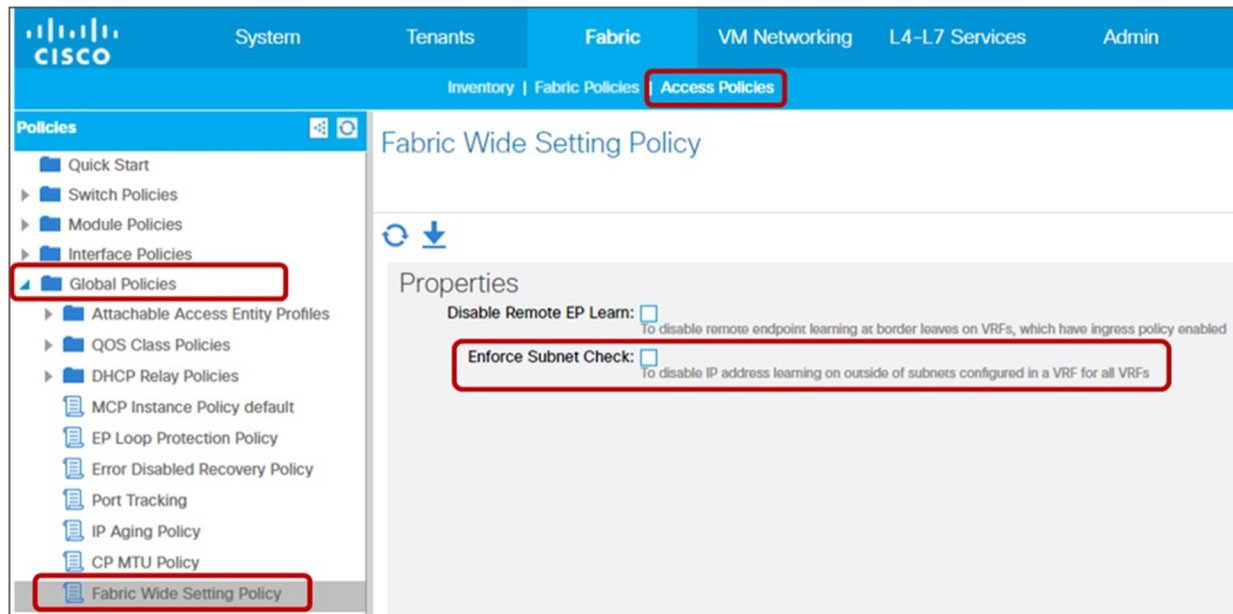 CISCO
System
Tenants
Fabric
VM Networking
L4-L7 Services
Admin
Inventory | Fabric Policies | Access Policies
Policies
Quick Start
Switch Policies
Module Policies
Interface Policies
Global Policies
Attachable Access Entity Profiles
QOS Class Policies
DHCP Relay Policies
MCP Instance Policy default
EP Loop Protection Policy
Error Disabled Recovery Policy
Port Tracking
IP Aging Policy
CP MTU Policy
Fabric Wide Setting Policy
Fabric Wide Setting Policy
Properties
Disable Remote EP Learn:
To disable remote endpoint learning at border leaves on VRFs, which have ingress policy enabled
Enforce Subnet Check:
To disable IP address learning on outside of subnets configured in a VRF for all VRFs